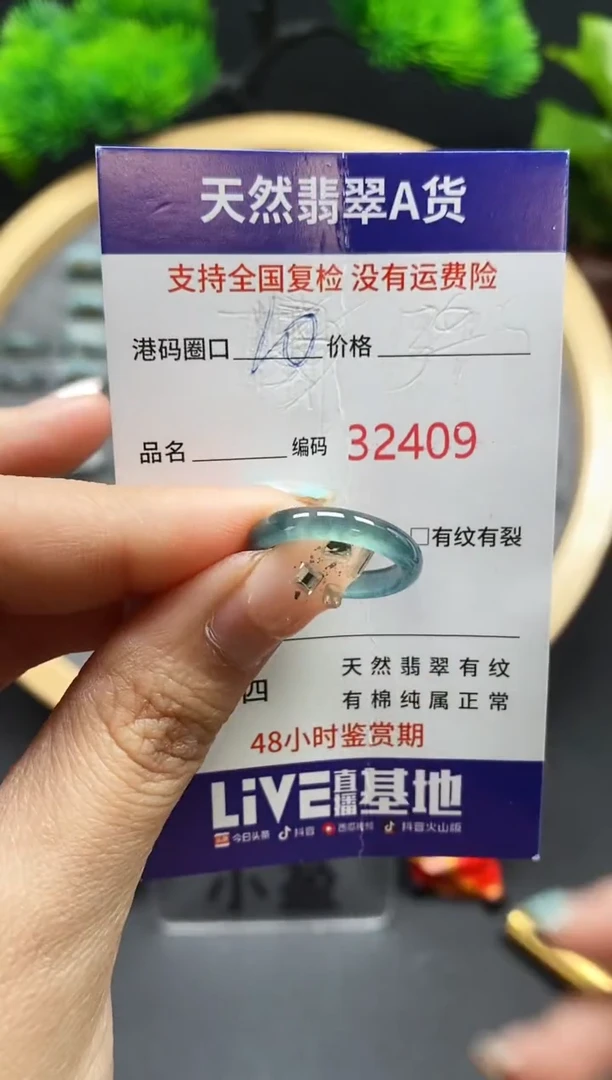 天然翡翠A货
支持全国复检 没有运费险
港码圈口 10 价格
品名 编码 32409
□有纹有裂
天然翡翠有纹
四 有棉纯属正常
48小时鉴赏期
LiVE直播基地
今日头条 抖音 西瓜视频 抖音火山版